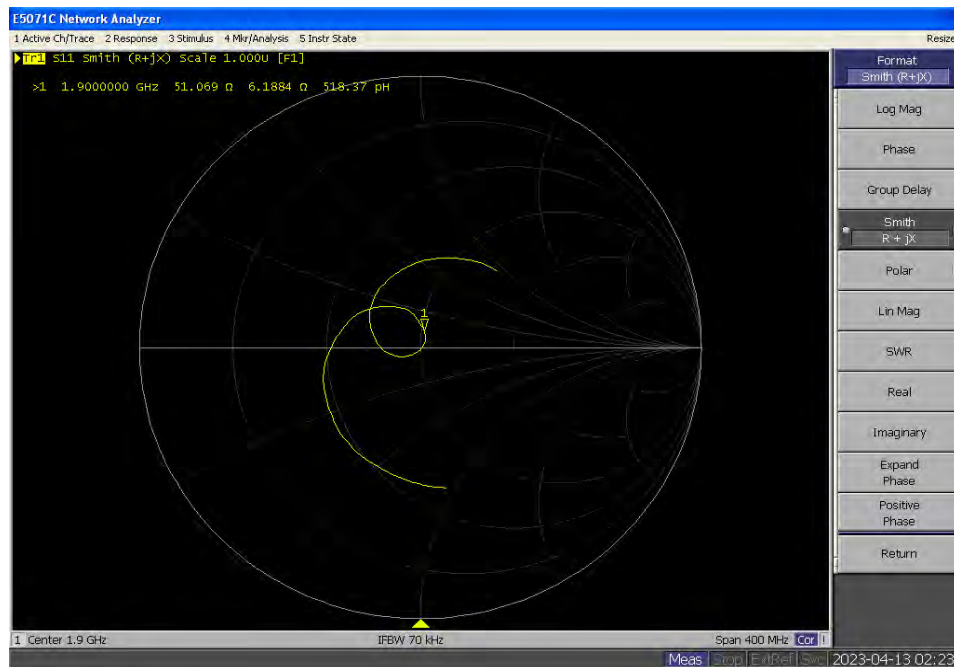 E5071C Network Analyzer
1 Active Ch/Trace 2 Response 3 Stimulus 4 Mkr/Analysis 5 Instr State
Resize
Tr1 S11 Smith (R+jX) Scale 1.000U [F1]
>1 1.9000000 GHz 51.069 Ω 6.1884 Ω 518.37 pH
1
Format
Smith (R+jX)
Log Mag
Phase
Group Delay
Smith
R + jX
Polar
Lin Mag
SWR
Real
Imaginary
Expand
Phase
Positive
Phase
Return
1 Center 1.9 GHz
IFBW 70 kHz
Span 400 MHz Cor !
Meas Stop ExtRef Svc 2023-04-13 02:23